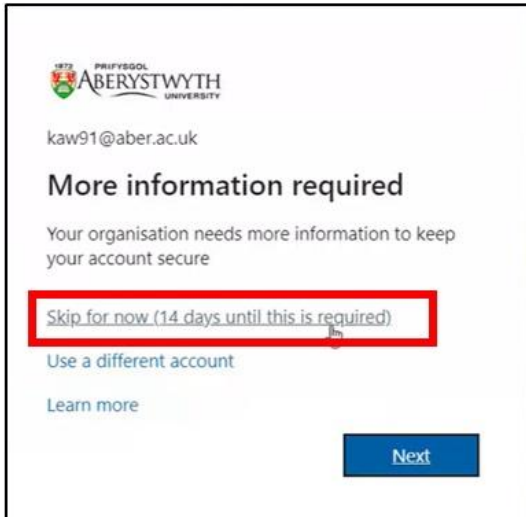 1872 PRIFYSGOL
ABERYSTWYTH
UNIVERSITY
kaw91@aber.ac.uk
More information required
Your organisation needs more information to keep
your account secure
Skip for now (14 days until this is required)
Use a different account
Learn more
Next